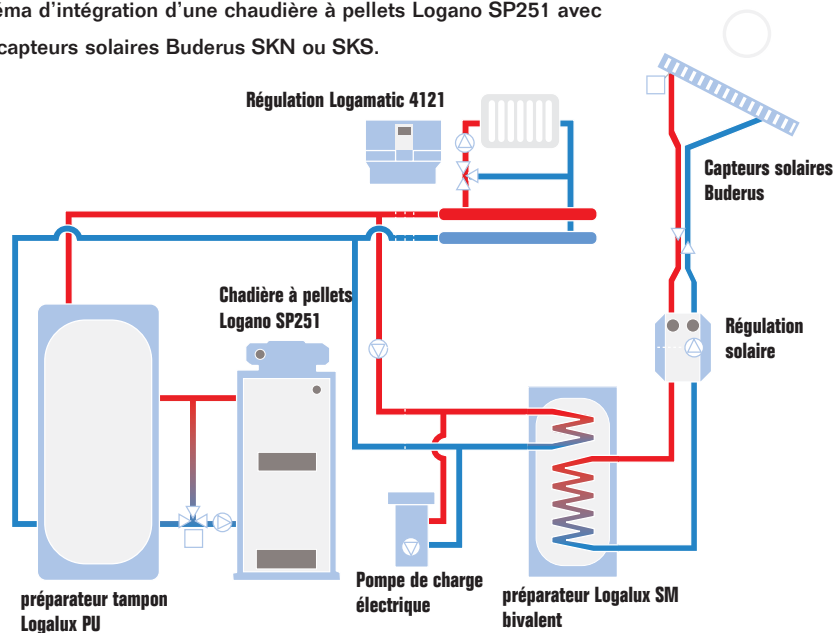 éma d'intégration d'une chaudière à pellets Logano SP251 avec
capteurs solaires Buderus SKN ou SKS.
Régulation Logamatic 4121
Capteurs solaires
Buderus
Chadière à pellets
Logano SP251
Régulation
solaire
Pompe de charge
électrique
préparateur Logalux SM
bivalent
préparateur tampon
Logalux PU